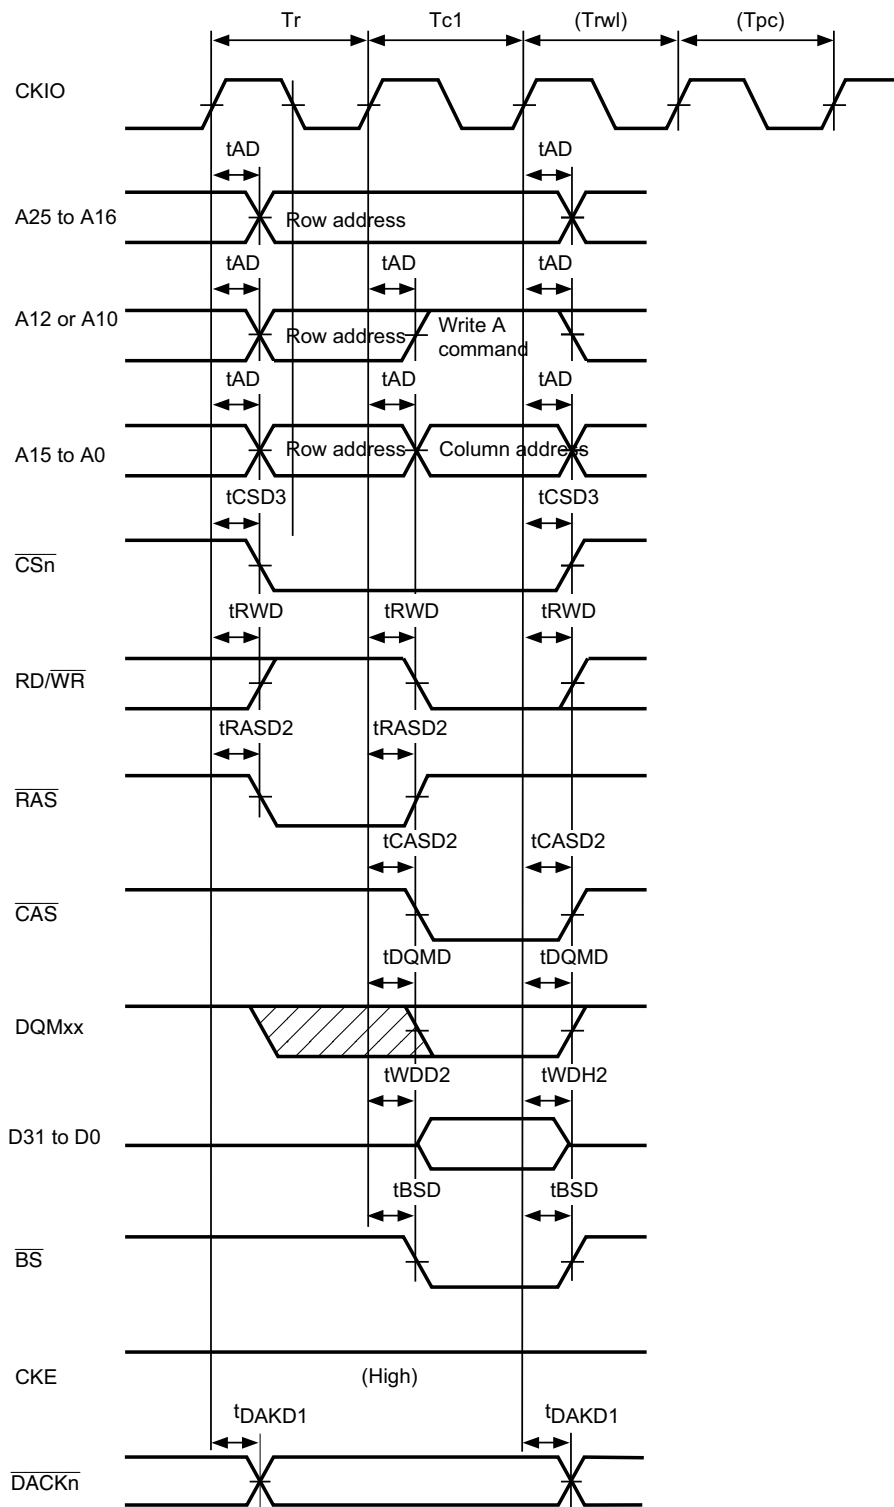 Tr Tc1 (Trwl) (Tpc)
CKIO
tAD tAD
A25 to A16 Row address
tAD tAD tAD
A12 or A10 Row address Write A
command
tAD tAD tAD
A15 to A0 Row address Column address
tCSD3 tCSD3
CSn
tRWD tRWD tRWD
RD/WR
tRASD2 tRASD2
RAS
tCASD2 tCASD2
CAS
tDQMD tDQMD
DQMxx
tWDD2 tWDH2
D31 to D0
tBSD tBSD
BS
CKE (High)
tDAKD1 tDAKD1
DACKn